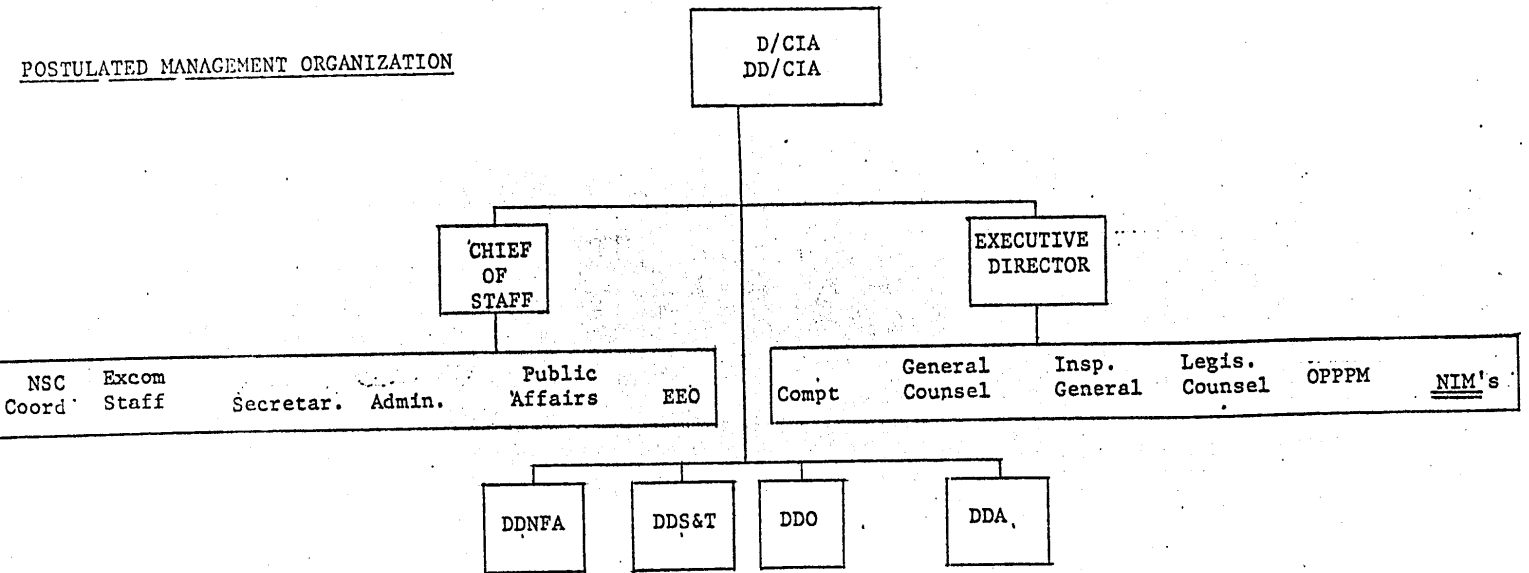 POSTULATED MANAGEMENT ORGANIZATION
D/CIA
DD/CIA
CHIEF
OF
STAFF
EXECUTIVE
DIRECTOR
NSC
Coord
Excom
Staff
Secretar.
Admin.
Public
Affairs
EEO
Compt
General
Counsel
Insp.
General
Legis.
Counsel
OPPPM
NIM's
DDNFA
DDS&T
DDO
DDA